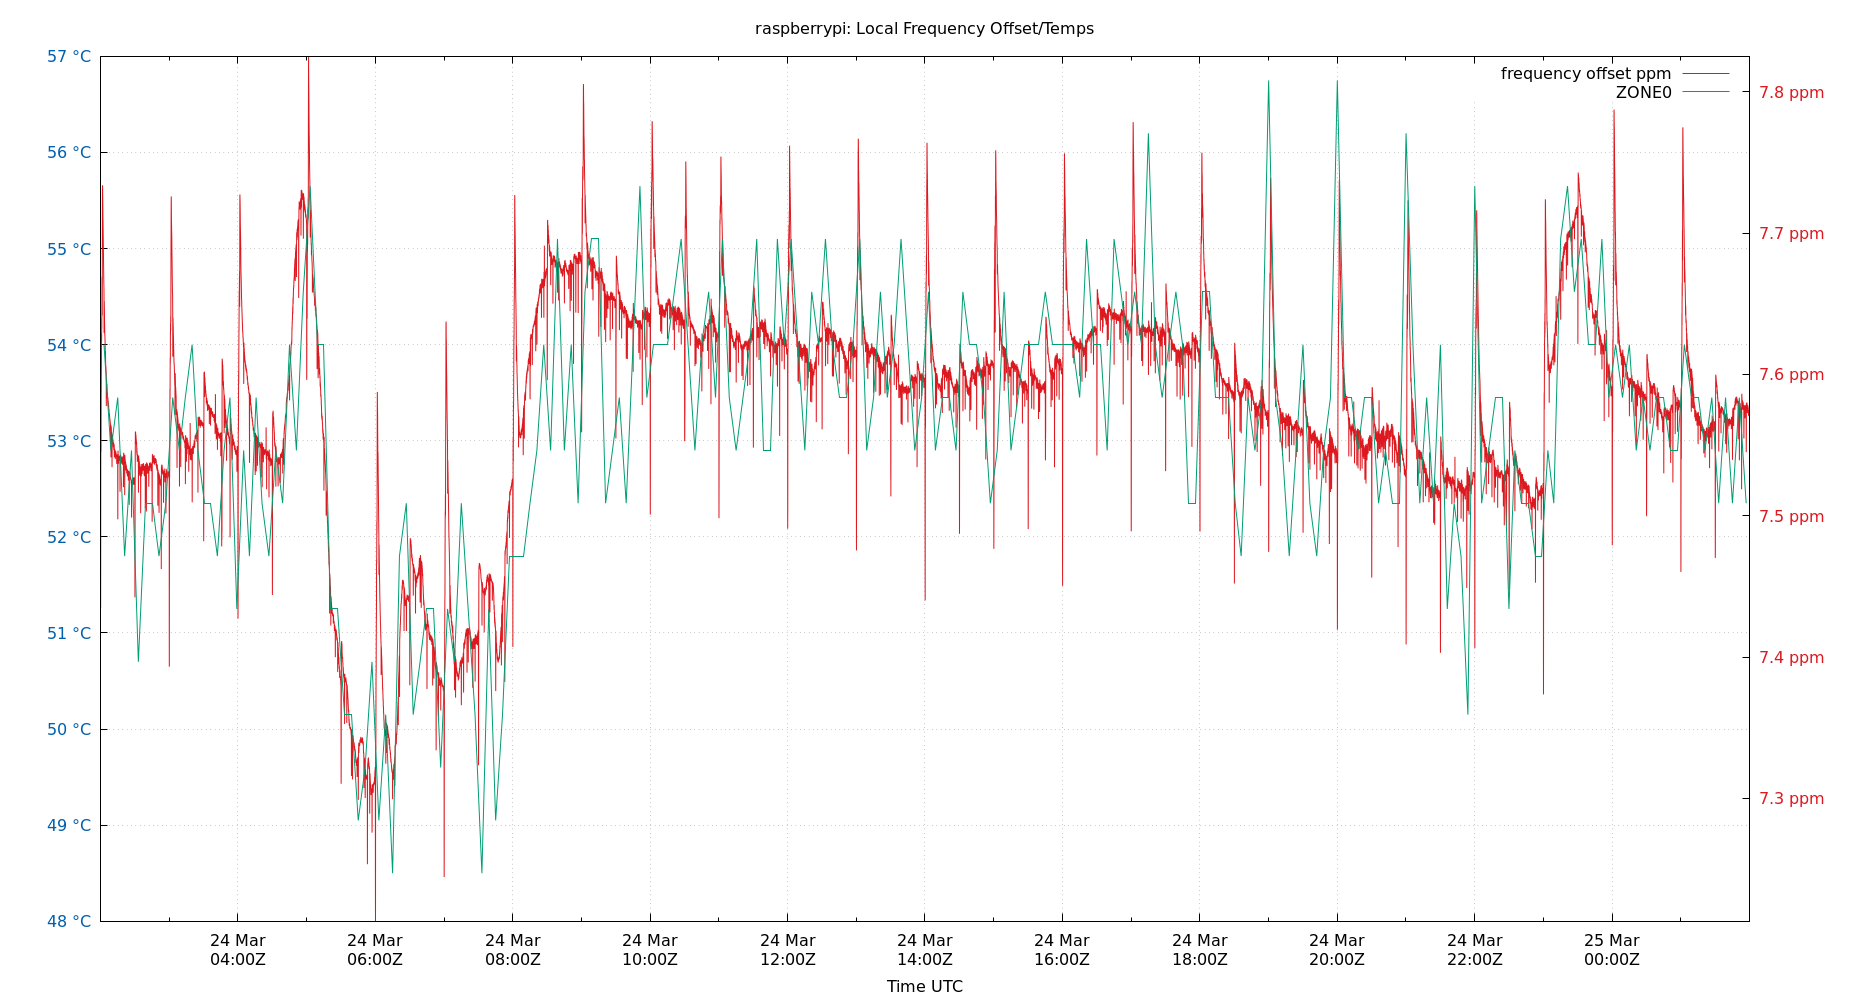 raspberrypi: Local Frequency Offset/Temps
57 °C
56 °C
55 °C
54 °C
53 °C
52 °C
51 °C
50 °C
49 °C
48 °C
frequency offset ppm
ZONE0
7.8 ppm
7.7 ppm
7.6 ppm
7.5 ppm
7.4 ppm
7.3 ppm
24 Mar
04:00Z
24 Mar
06:00Z
24 Mar
08:00Z
24 Mar
10:00Z
24 Mar
12:00Z
24 Mar
14:00Z
24 Mar
16:00Z
24 Mar
18:00Z
24 Mar
20:00Z
24 Mar
22:00Z
25 Mar
00:00Z
Time UTC